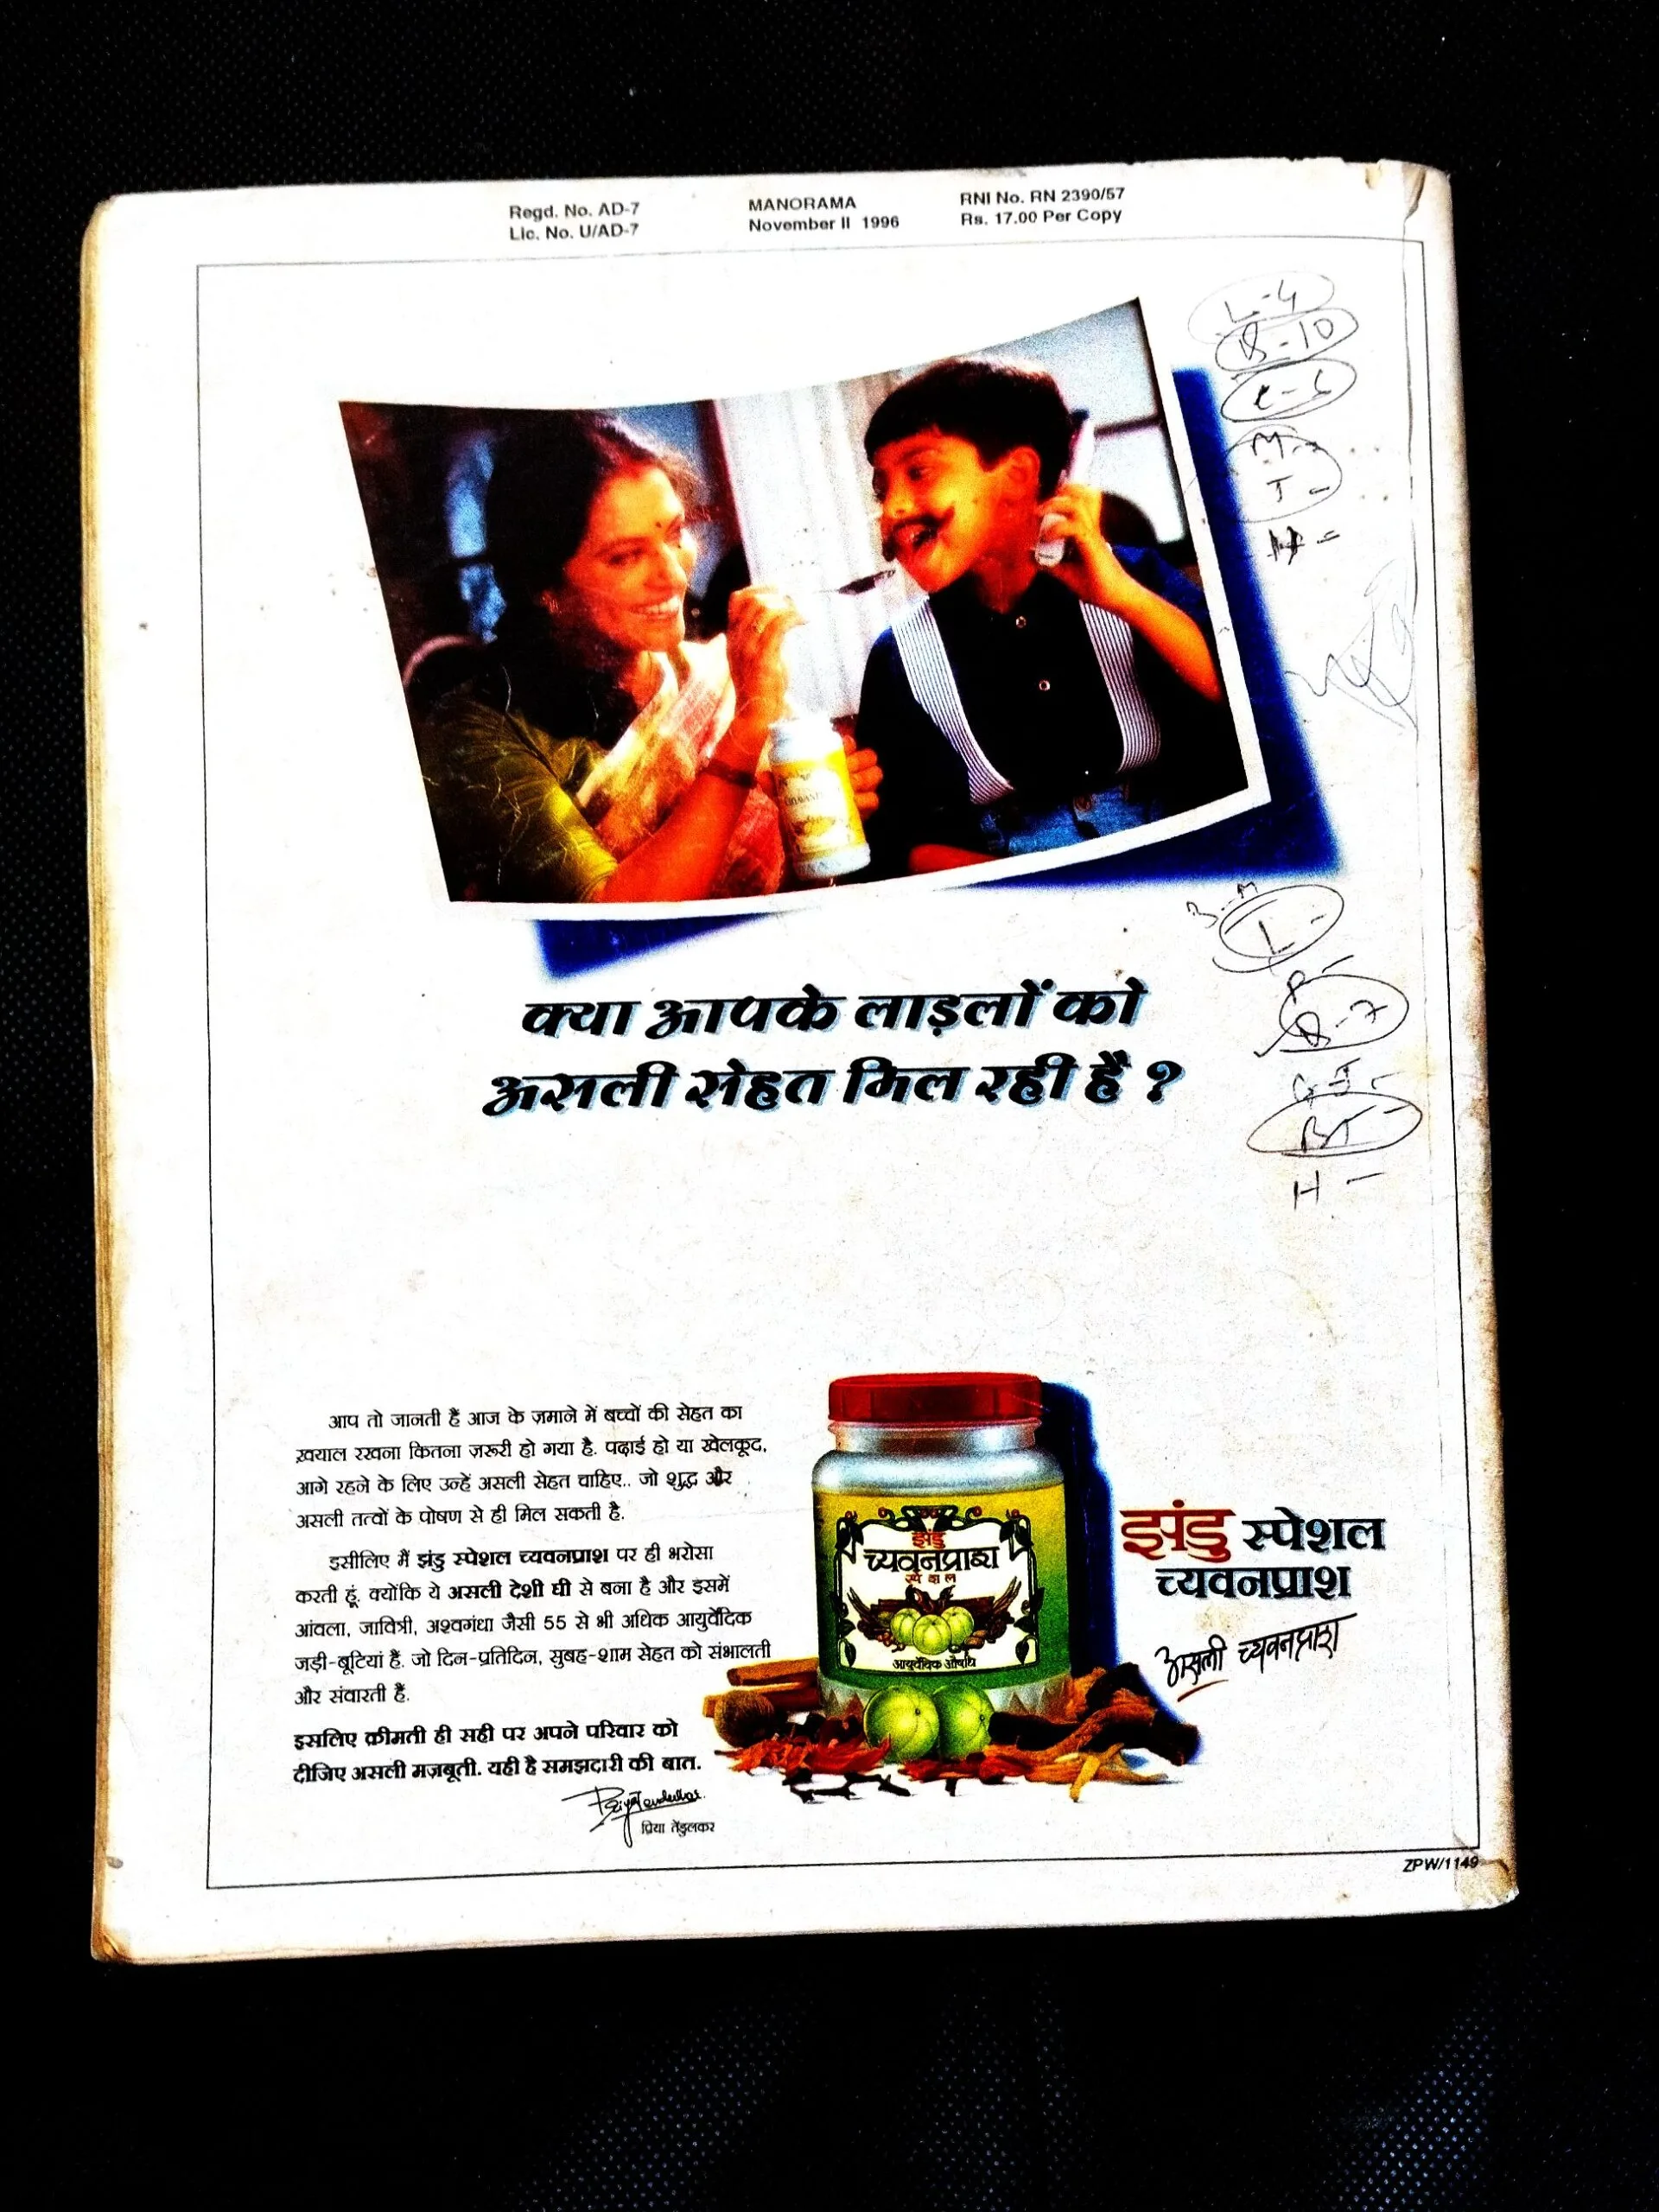 Regd. No. AD-7 MANORAMA RNI No. RN 2390/57
Lic. No. U/AD-7 November II 1996 Rs. 17.00 Per Copy
L-4
B-10
M
T -
H -
L -
H -
क्या आपके लाड़लों को
असली सेहत मिल रही है ?
आप तो जानती हैं आज के ज़माने में बच्चों की सेहत का
ख़याल रखना कितना ज़रूरी हो गया है. पढ़ाई हो या खेलकूद,
आगे रहने के लिए उन्हें असली सेहत चाहिए.. जो शुद्ध और
असली तत्वों के पोषण से ही मिल सकती है.
इसीलिए मैं झंडु स्पेशल च्यवनप्राश पर ही भरोसा
करती हूं. क्योंकि ये असली देशी घी से बना है और इसमें
आंवला, जावित्री, अश्वगंधा जैसी 55 से भी अधिक आयुर्वेदिक
जड़ी-बूटियां हैं. जो दिन-प्रतिदिन, सुबह-शाम सेहत को संभालती
और संवारती हैं.
इसलिए क़ीमती ही सही पर अपने परिवार को
दीजिए असली मज़बूती. यही है समझदारी की बात.
Priya Tendulkar.
प्रिया तेंडुलकर
झंडु
च्यवनप्राश
स्पेशल
आयुर्वेदिक औषधि
झंडु स्पेशल
च्यवनप्राश
असली च्यवनप्राश
ZPW/1149